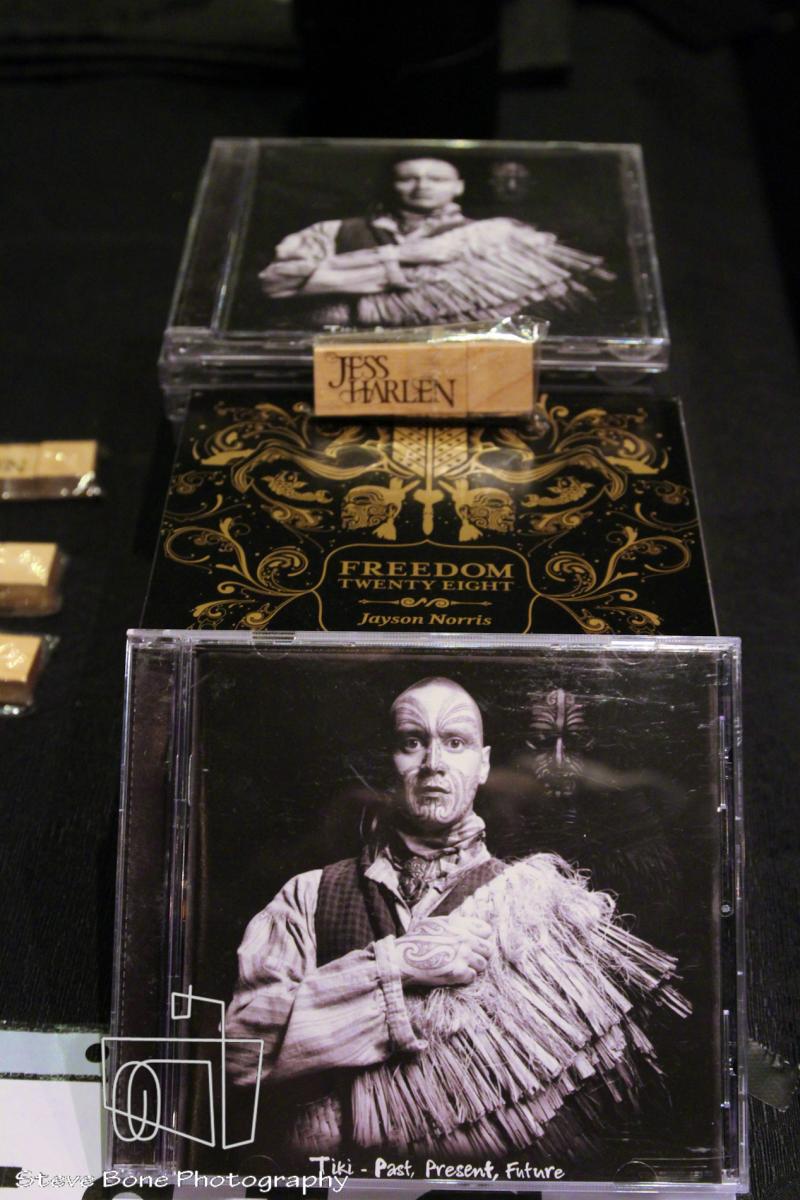 JESS
HARLEN
FREEDOM
TWENTY EIGHT
Jayson Norris
Tiki - Past, Present, Future
Steve Bone Photography